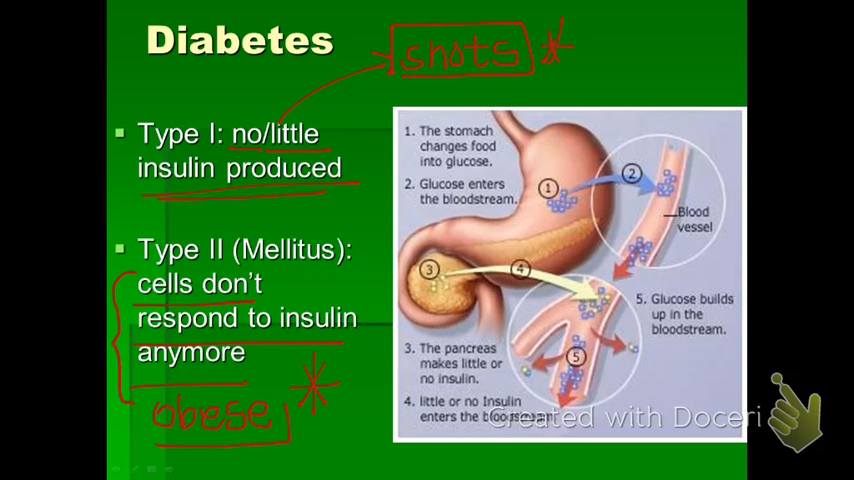 Diabetes
shots *
Type I: no/little
insulin produced
Type II (Mellitus):
cells don't
respond to insulin
anymore
obese *
1. The stomach
changes food
into glucose.
2. Glucose enters
the bloodstream.
1
2
Blood
vessel
3
4
5. Glucose builds
up in the
bloodstream.
3. The pancreas
makes little or
no insulin.
5
4. little or no Insulin
enters the bloodstream.
Created with Doceri